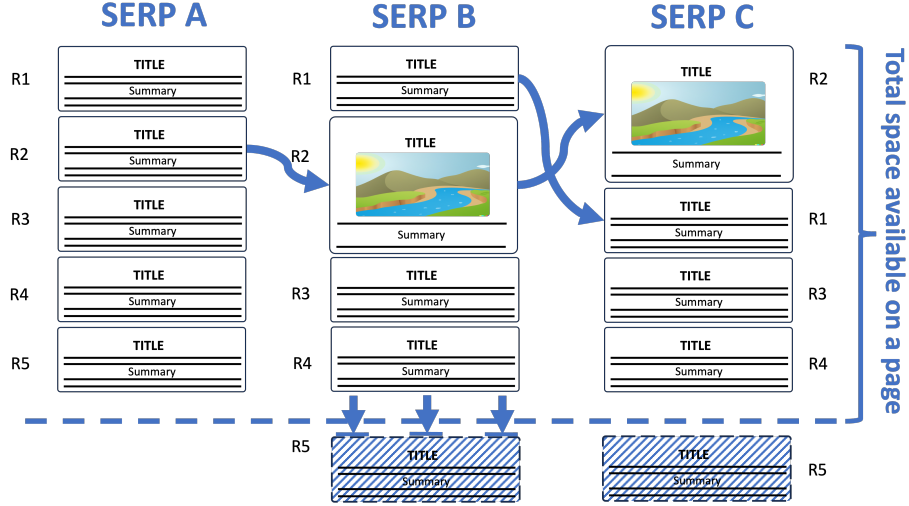 SERP A
SERP B
SERP C
R1
TITLE
Summary
R2
TITLE
Summary
R3
TITLE
Summary
R4
TITLE
Summary
R5
TITLE
Summary
R1
TITLE
Summary
R2
TITLE
Summary
R3
TITLE
Summary
R4
TITLE
Summary
R5
TITLE
Summary
TITLE
R2
Summary
TITLE
R1
Summary
TITLE
R3
Summary
TITLE
R4
Summary
TITLE
R5
Summary
Total space available on a page